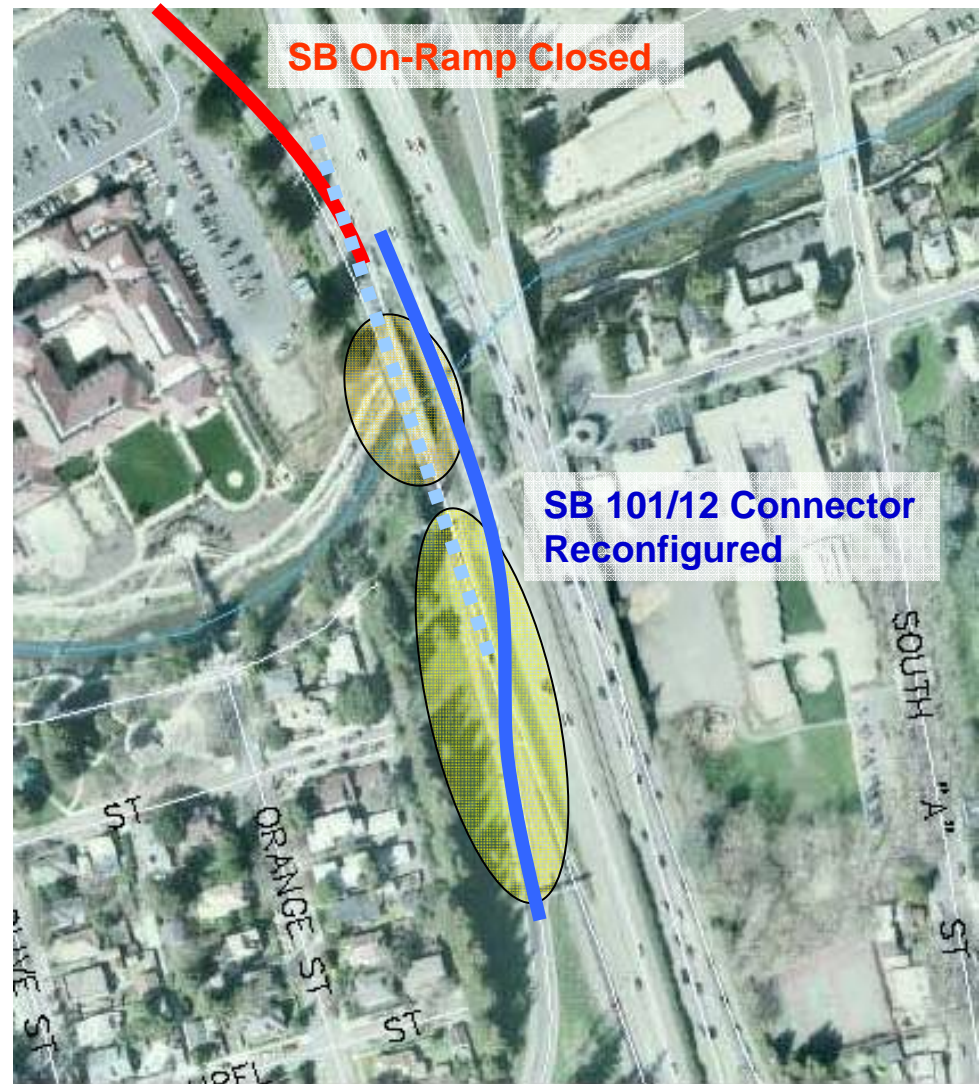 SB On-Ramp Closed
SB 101/12 Connector
Reconfigured
SOUTH "A" ST
ST
ORANGE ST
ST
ST